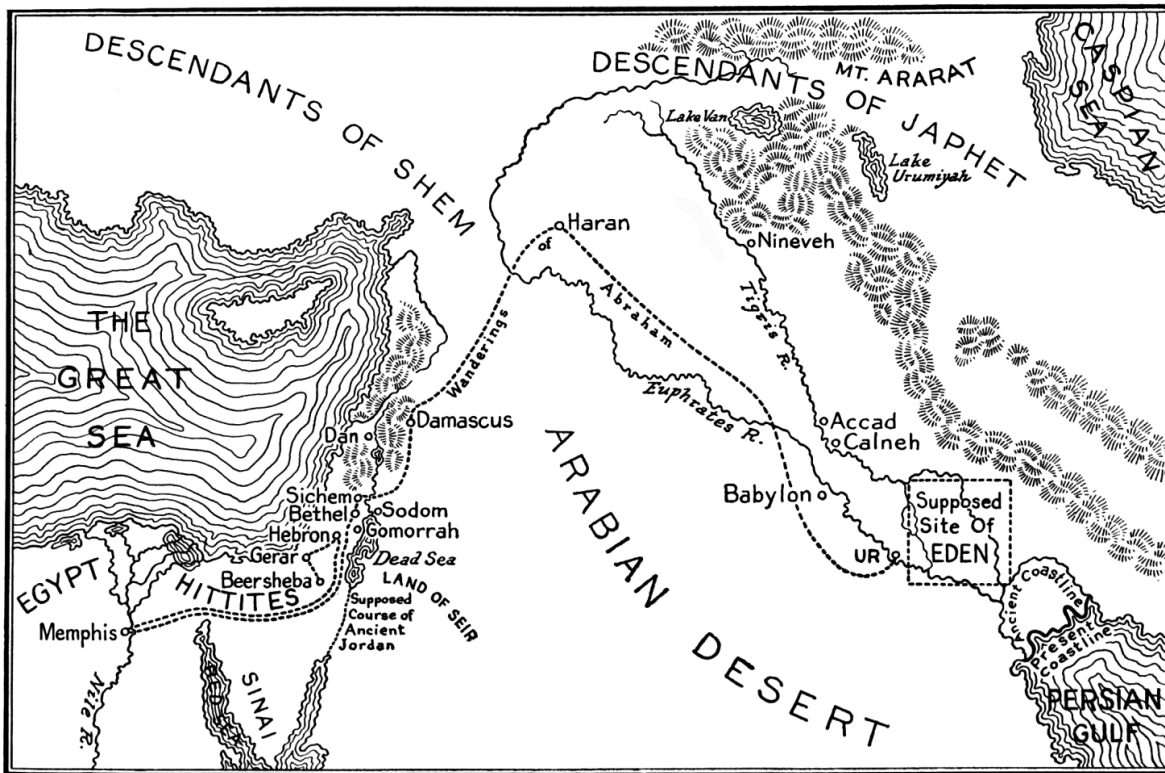 DESCENDANTS OF SHEM
DESCENDANTS OF JAPHET
MT. ARARAT
CASPIAN
SEA
Lake Van
Lake
Urumiyah
Haran
Nineveh
Wanderings
of
Abraham
Tigris R.
Euphrates R.
THE
GREAT
SEA
Damascus
Dan
Accad
Calneh
Babylon
Supposed
Site Of
EDEN
UR
Sichem
Bethel
Sodom
Gomorrah
Hebron
Gerar
Dead Sea
Beersheba
LAND OF SEIR
Supposed
Course of
Ancient
Jordan
EGYPT
HITTITES
Memphis
Nile R.
RED SEA
SINAI
ARABIAN
DESERT
Ancient Coastline
Present
Coastline
PERSIAN
GULF